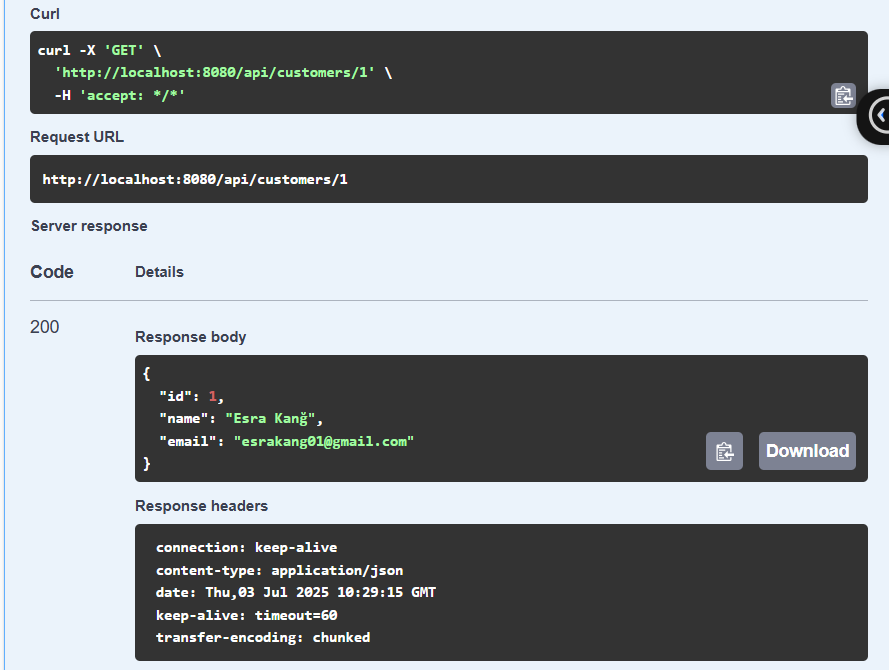 Curl
curl -X 'GET' \
'http://localhost:8080/api/customers/1' \
-H 'accept: */*'
Request URL
http://localhost:8080/api/customers/1
Server response
Code Details
200
Response body
{
"id": 1,
"name": "Esra Kanğ",
"email": "esrakang01@gmail.com"
}
Download
Response headers
connection: keep-alive
content-type: application/json
date: Thu,03 Jul 2025 10:29:15 GMT
keep-alive: timeout=60
transfer-encoding: chunked